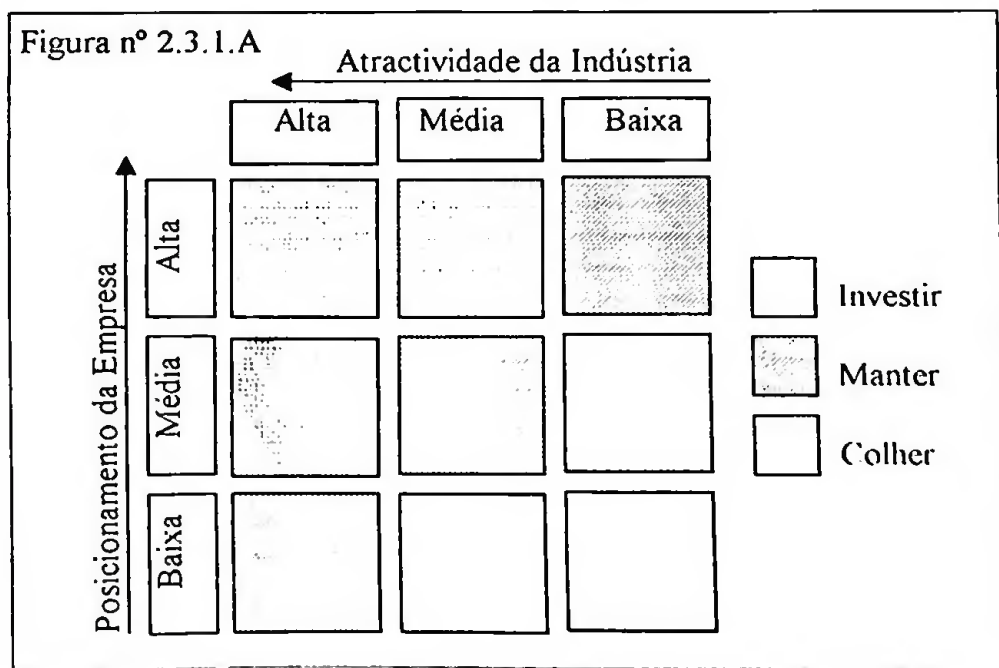 Figura nº 2.3.1.A
Atractividade da Indústria
Alta
Média
Baixa
Posicionamento da Empresa
Alta
Média
Baixa
Investir
Manter
Colher